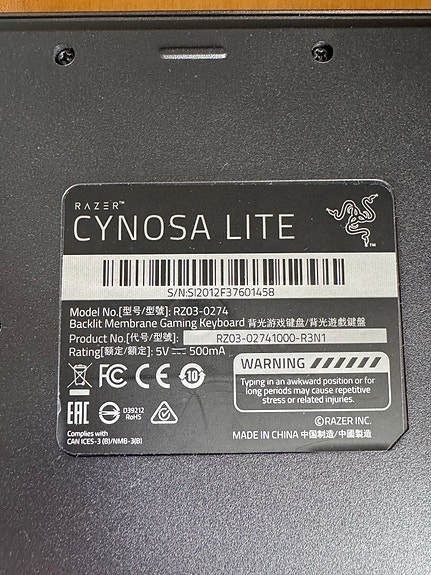 RAZER™
CYNOSA LITE
TM
S/N:SI2012F37601458
Model No.[型号/型號]: RZ03-0274
Backlit Membrane Gaming Keyboard 背光游戏键盘/背光遊戲鍵盤
Product No.[代号/型號]: RZ03-02741000-R3N1
Rating[额定/額定]: 5V⎓ 500mA
WARNING
Typing in an awkward position or for
long periods may cause repetitive
stress or related injuries.
FC CE 10
EAC 039212
RoHS
Complies with
CAN ICES-3 (B)/NMB-3(B)
©RAZER INC.
MADE IN CHINA 中国制造/中國製造